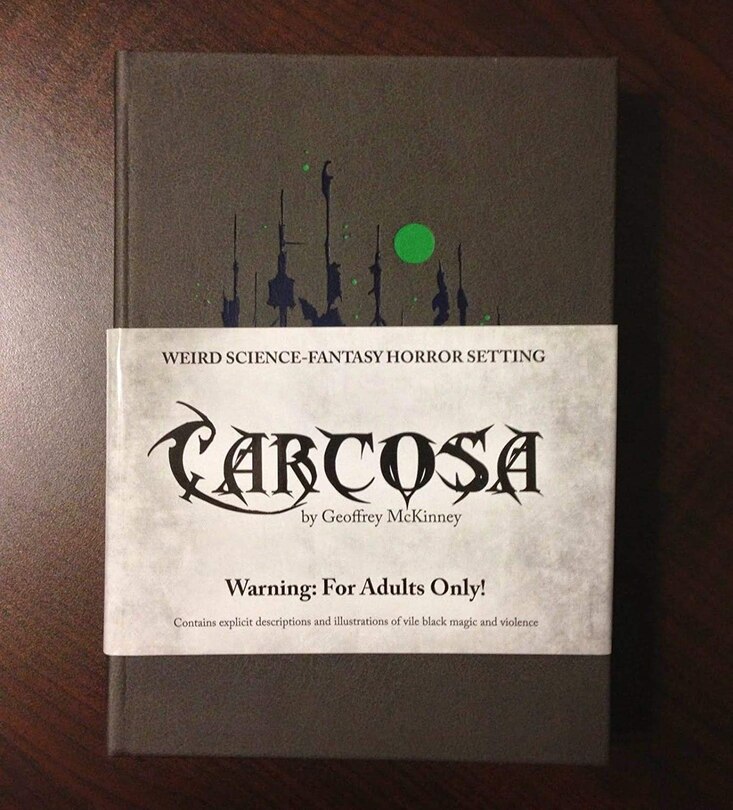 WEIRD SCIENCE-FANTASY HORROR SETTING
CARCOSA
by Geoffrey McKinney
Warning: For Adults Only!
Contains explicit descriptions and illustrations of vile black magic and violence